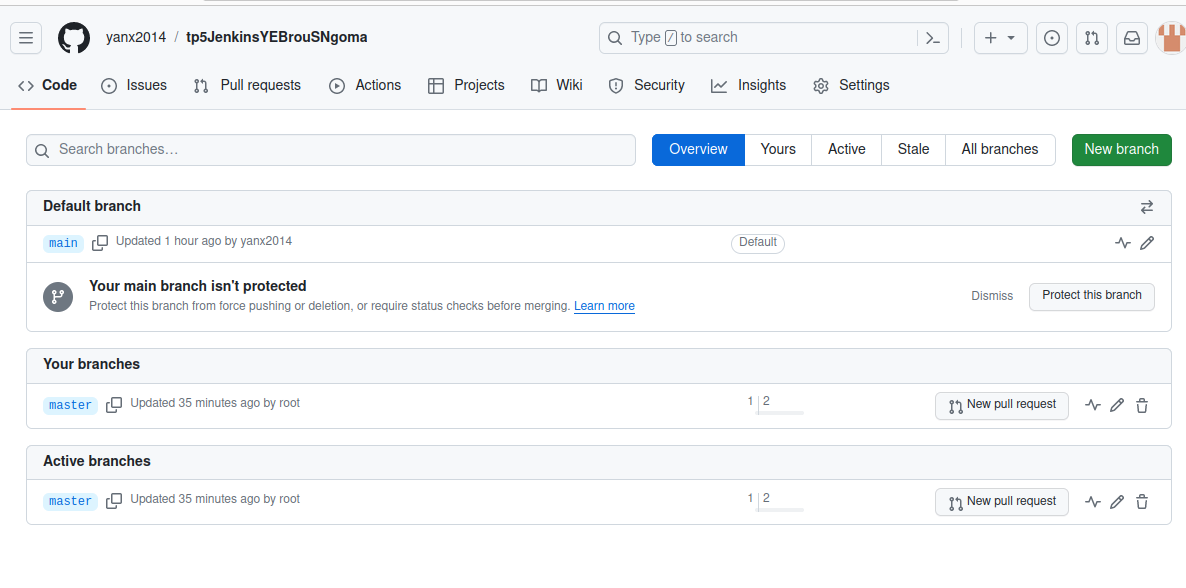 yanx2014 / tp5JenkinsYEBrouSNgoma Type / to search
Code Issues Pull requests Actions Projects Wiki Security Insights Settings
Search branches… Overview Yours Active Stale All branches New branch
Default branch
main Updated 1 hour ago by yanx2014 Default
Your main branch isn't protected
Protect this branch from force pushing or deletion, or require status checks before merging. Learn more Dismiss Protect this branch
Your branches
master Updated 35 minutes ago by root 1 2 New pull request
Active branches
master Updated 35 minutes ago by root 1 2 New pull request